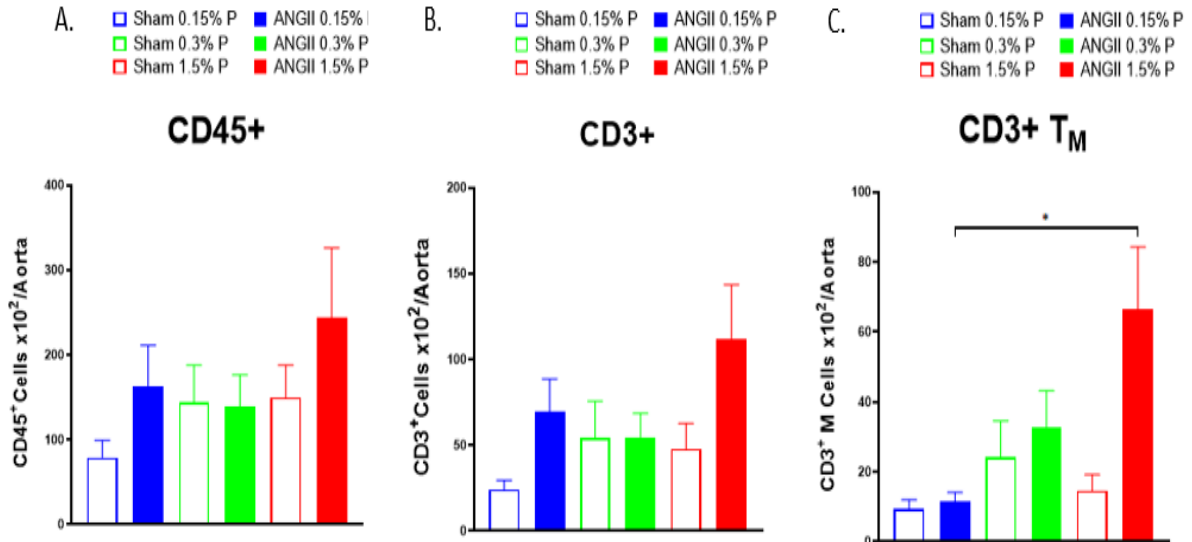 A.
Sham 0.15% P ANGII 0.15%
Sham 0.3% P ANGII 0.3% P
Sham 1.5% P ANGII 1.5% P
CD45+
400
300
200
100
0
CD45+Cells x10²/Aorta
B.
Sham 0.15% P ANGII 0.15% P
Sham 0.3% P ANGII 0.3% P
Sham 1.5% P ANGII 1.5% P
CD3+
200
150
100
50
0
CD3+Cells x10²/Aorta
C.
Sham 0.15% P ANGII 0.15% P
Sham 0.3% P ANGII 0.3% P
Sham 1.5% P ANGII 1.5% P
CD3+ TM
100
80
60
40
20
0
CD3+ M Cells x10²/Aorta
*